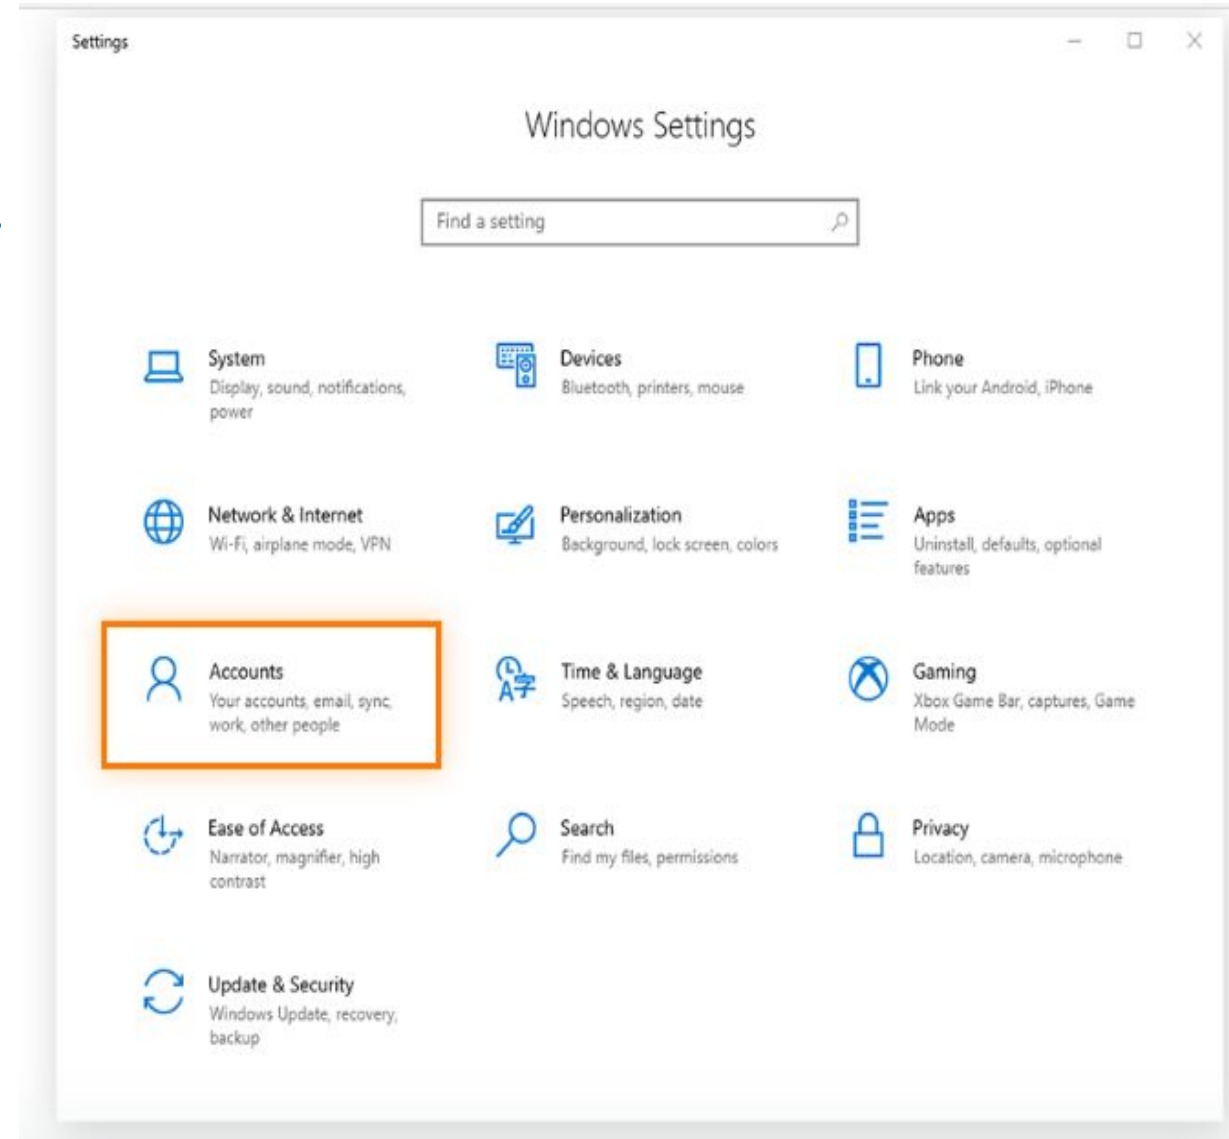 Settings
Windows Settings
Find a setting
System
Display, sound, notifications,
power
Devices
Bluetooth, printers, mouse
Phone
Link your Android, iPhone
Network & Internet
Wi-Fi, airplane mode, VPN
Personalization
Background, lock screen, colors
Apps
Uninstall, defaults, optional
features
Accounts
Your accounts, email, sync,
work, other people
Time & Language
Speech, region, date
Gaming
Xbox Game Bar, captures, Game
Mode
Ease of Access
Narrator, magnifier, high
contrast
Search
Find my files, permissions
Privacy
Location, camera, microphone
Update & Security
Windows Update, recovery,
backup